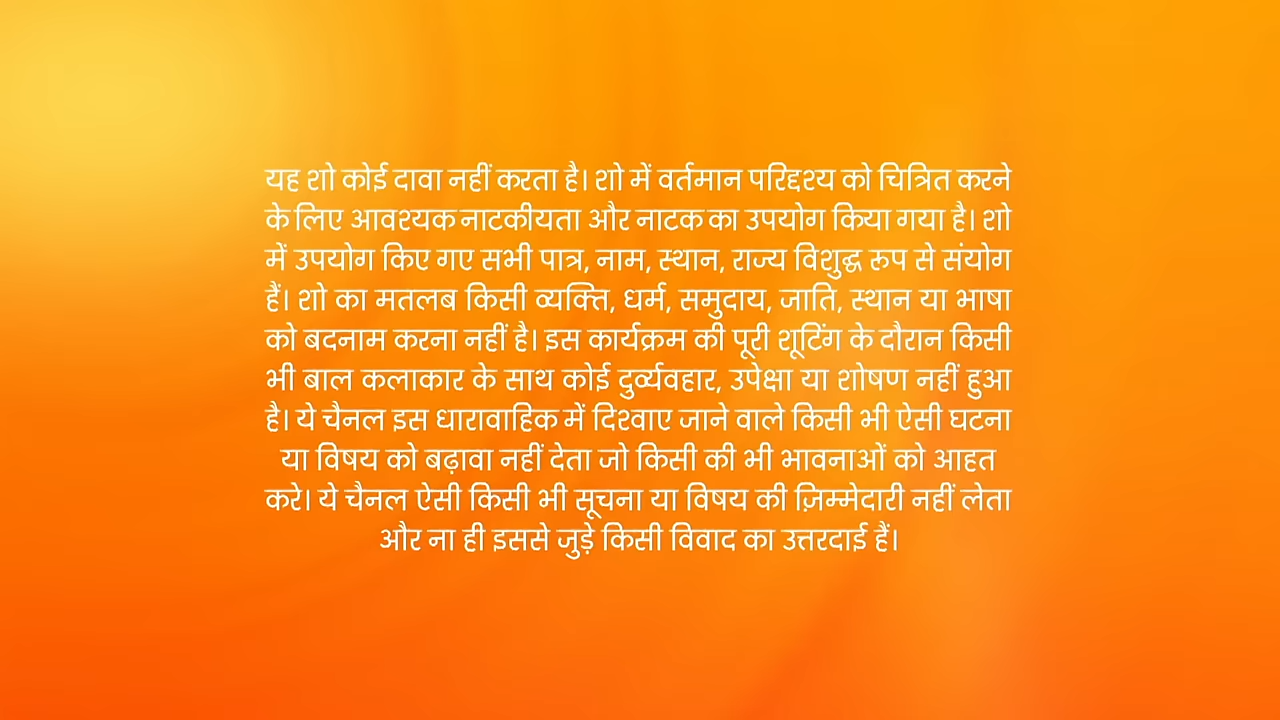 यह शो कोई दावा नहीं करता है। शो में वर्तमान परिदृश्य को चित्रित करने
के लिए आवश्यक नाटकीयता और नाटक का उपयोग किया गया है। शो
में उपयोग किए गए सभी पात्र, नाम, स्थान, राज्य विशुद्ध रूप से संयोग
हैं। शो का मतलब किसी व्यक्ति, धर्म, समुदाय, जाति, स्थान या भाषा
को बदनाम करना नहीं है। इस कार्यक्रम की पूरी शूटिंग के दौरान किसी
भी बाल कलाकार के साथ कोई दुर्व्यवहार, उपेक्षा या शोषण नहीं हुआ
है। ये चैनल इस धारावाहिक में दिखाए जाने वाले किसी भी ऐसी घटना
या विषय को बढ़ावा नहीं देता जो किसी की भी भावनाओं को आहत
करे। ये चैनल ऐसी किसी भी सूचना या विषय की ज़िम्मेदारी नहीं लेता
और ना ही इससे जुड़े किसी विवाद का उत्तरदाई हैं।